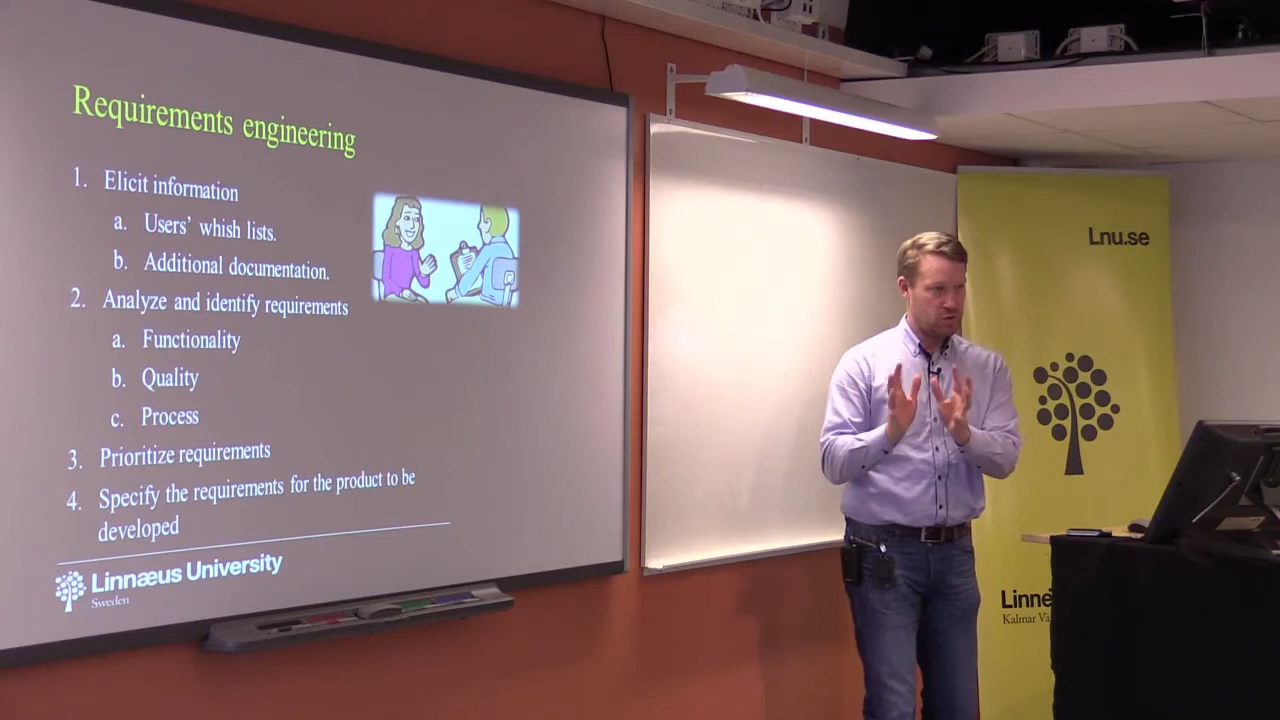 Requirements engineering
1. Elicit information
a. Users' whish lists.
b. Additional documentation.
2. Analyze and identify requirements
a. Functionality
b. Quality
c. Process
3. Prioritize requirements
4. Specify the requirements for the product to be
developed
Linnæus University
Sweden
Lnu.se
Linne
Kalmar Vä